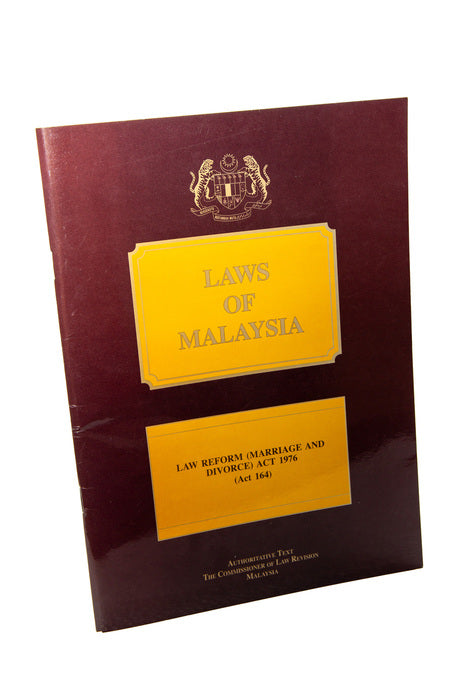 LAWS
OF
MALAYSIA
LAW REFORM (MARRIAGE AND
DIVORCE) ACT 1976
(Act 164)
AUTHORITATIVE TEXT
THE COMMISSIONER OF LAW REVISION
MALAYSIA